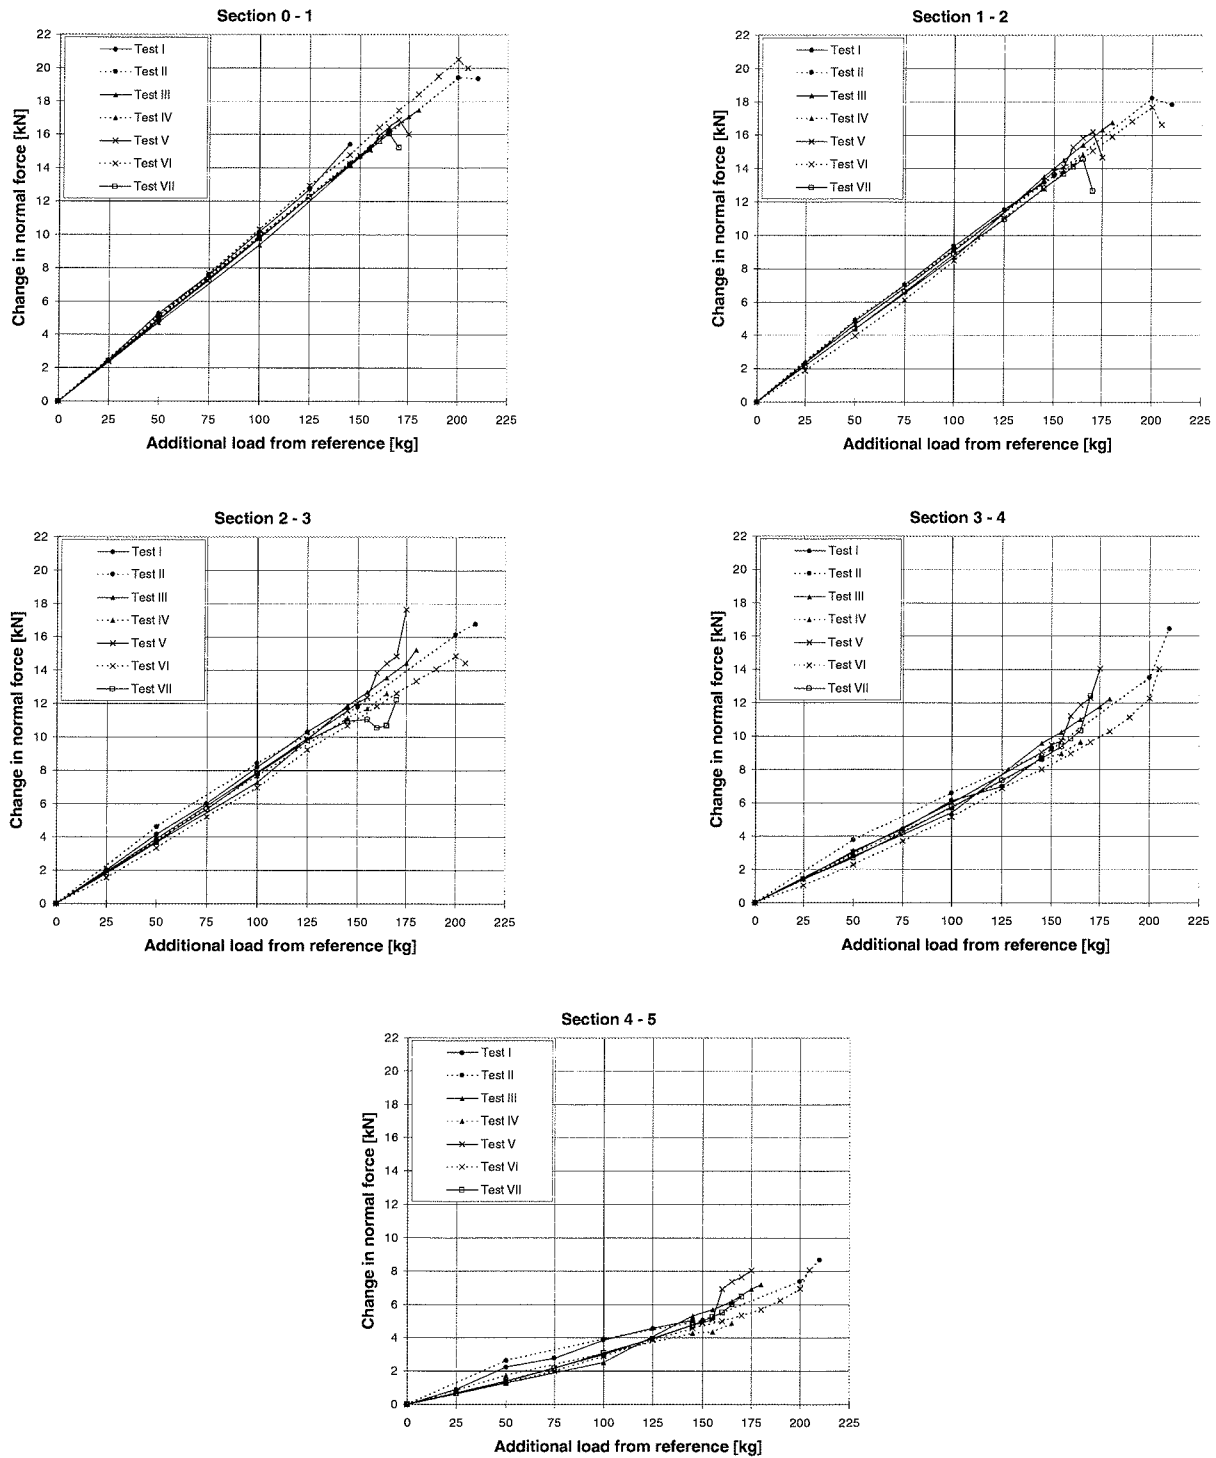 Section 0 - 1
Change in normal force [kN]
22
20
18
16
14
12
10
8
6
4
2
0
Test I
Test II
Test III
Test IV
Test V
Test VI
Test VII
0 25 50 75 100 125 150 175 200 225
Additional load from reference [kg]
Section 1 - 2
Change in normal force [kN]
22
20
18
16
14
12
10
8
6
4
2
0
Test I
Test II
Test III
Test IV
Test V
Test VI
Test VII
0 25 50 75 100 125 150 175 200 225
Additional load from reference [kg]
Section 2 - 3
Change in normal force [kN]
22
20
18
16
14
12
10
8
6
4
2
0
Test I
Test II
Test III
Test IV
Test V
Test VI
Test VII
0 25 50 75 100 125 150 175 200 225
Additional load from reference [kg]
Section 3 - 4
Change in normal force [kN]
22
20
18
16
14
12
10
8
6
4
2
0
Test I
Test II
Test III
Test IV
Test V
Test VI
Test VII
0 25 50 75 100 125 150 175 200 225
Additional load from reference [kg]
Section 4 - 5
Change in normal force [kN]
22
20
18
16
14
12
10
8
6
4
2
0
Test I
Test II
Test III
Test IV
Test V
Test Vi
Test VII
0 25 50 75 100 125 150 175 200 225
Additional load from reference [kg]